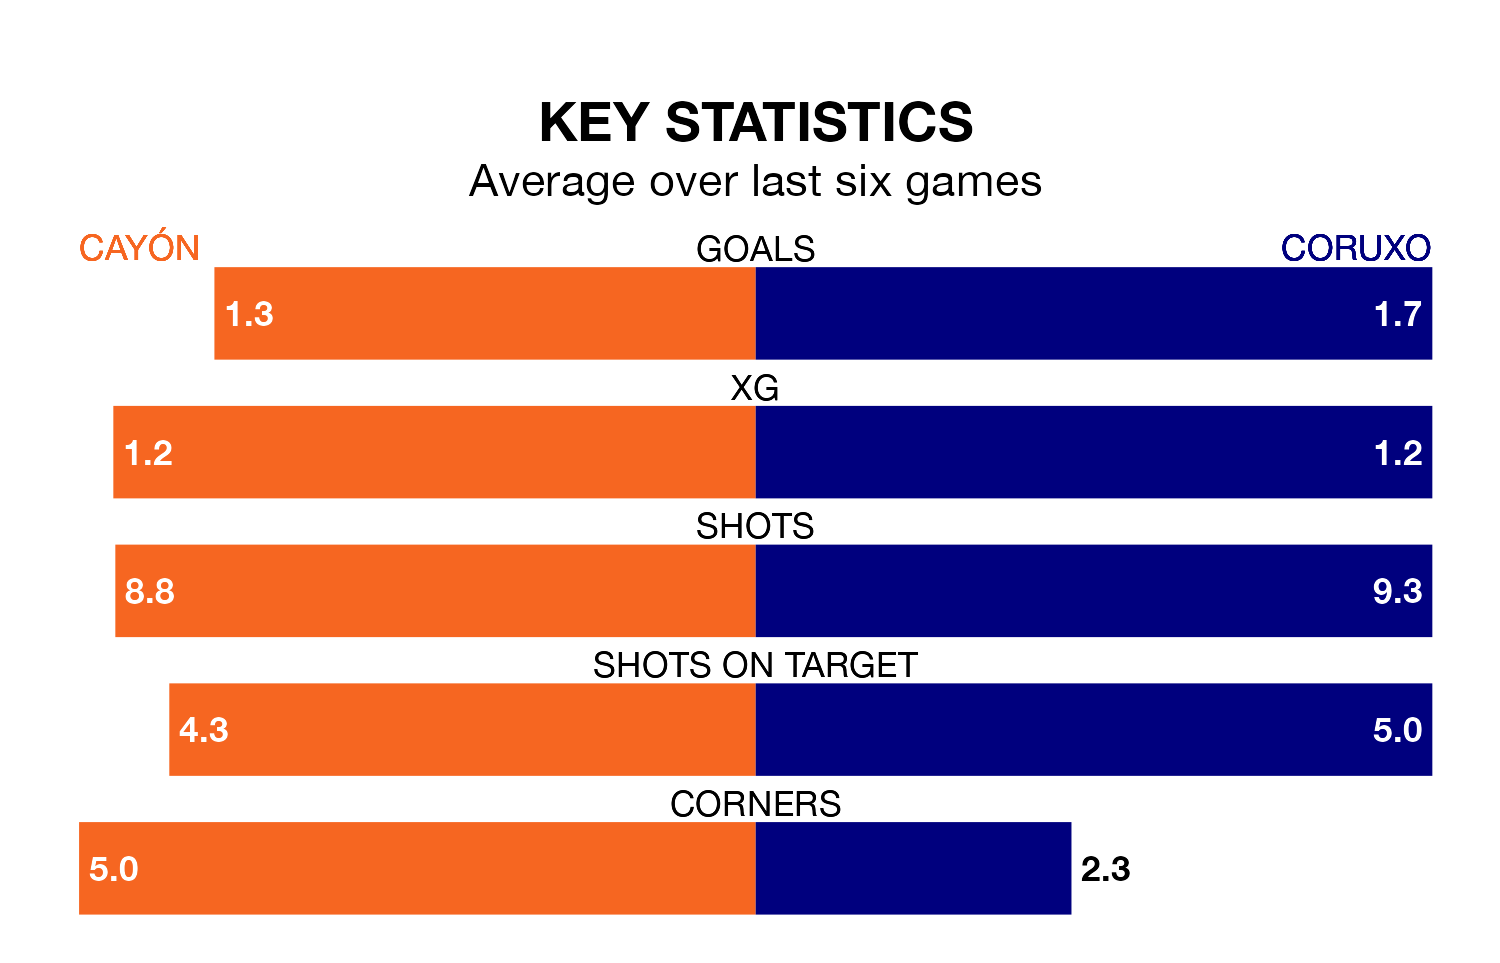 KEY STATISTICS
Average over last six games
CAYÓN GOALS CORUXO
1.3 1.7
XG
1.2 1.2
SHOTS
8.8 9.3
SHOTS ON TARGET
4.3 5.0
CORNERS
5.0 2.3